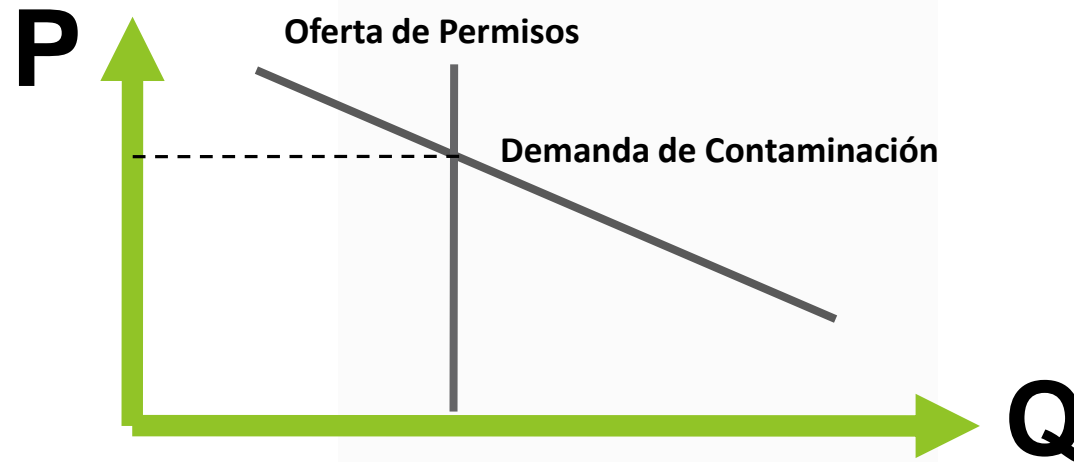 P
Oferta de Permisos
Demanda de Contaminación
Q